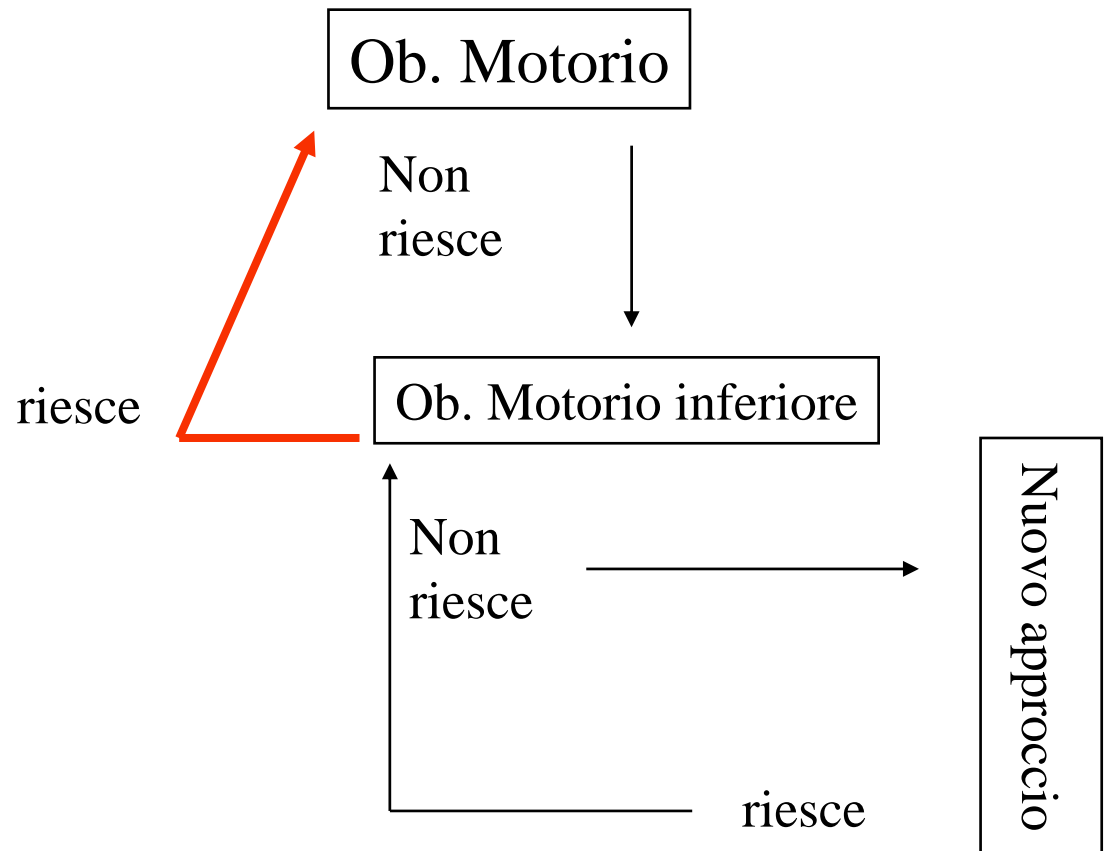 Ob. Motorio
Non
riesce
riesce
Ob. Motorio inferiore
Non
riesce
Nuovo approccio
riesce